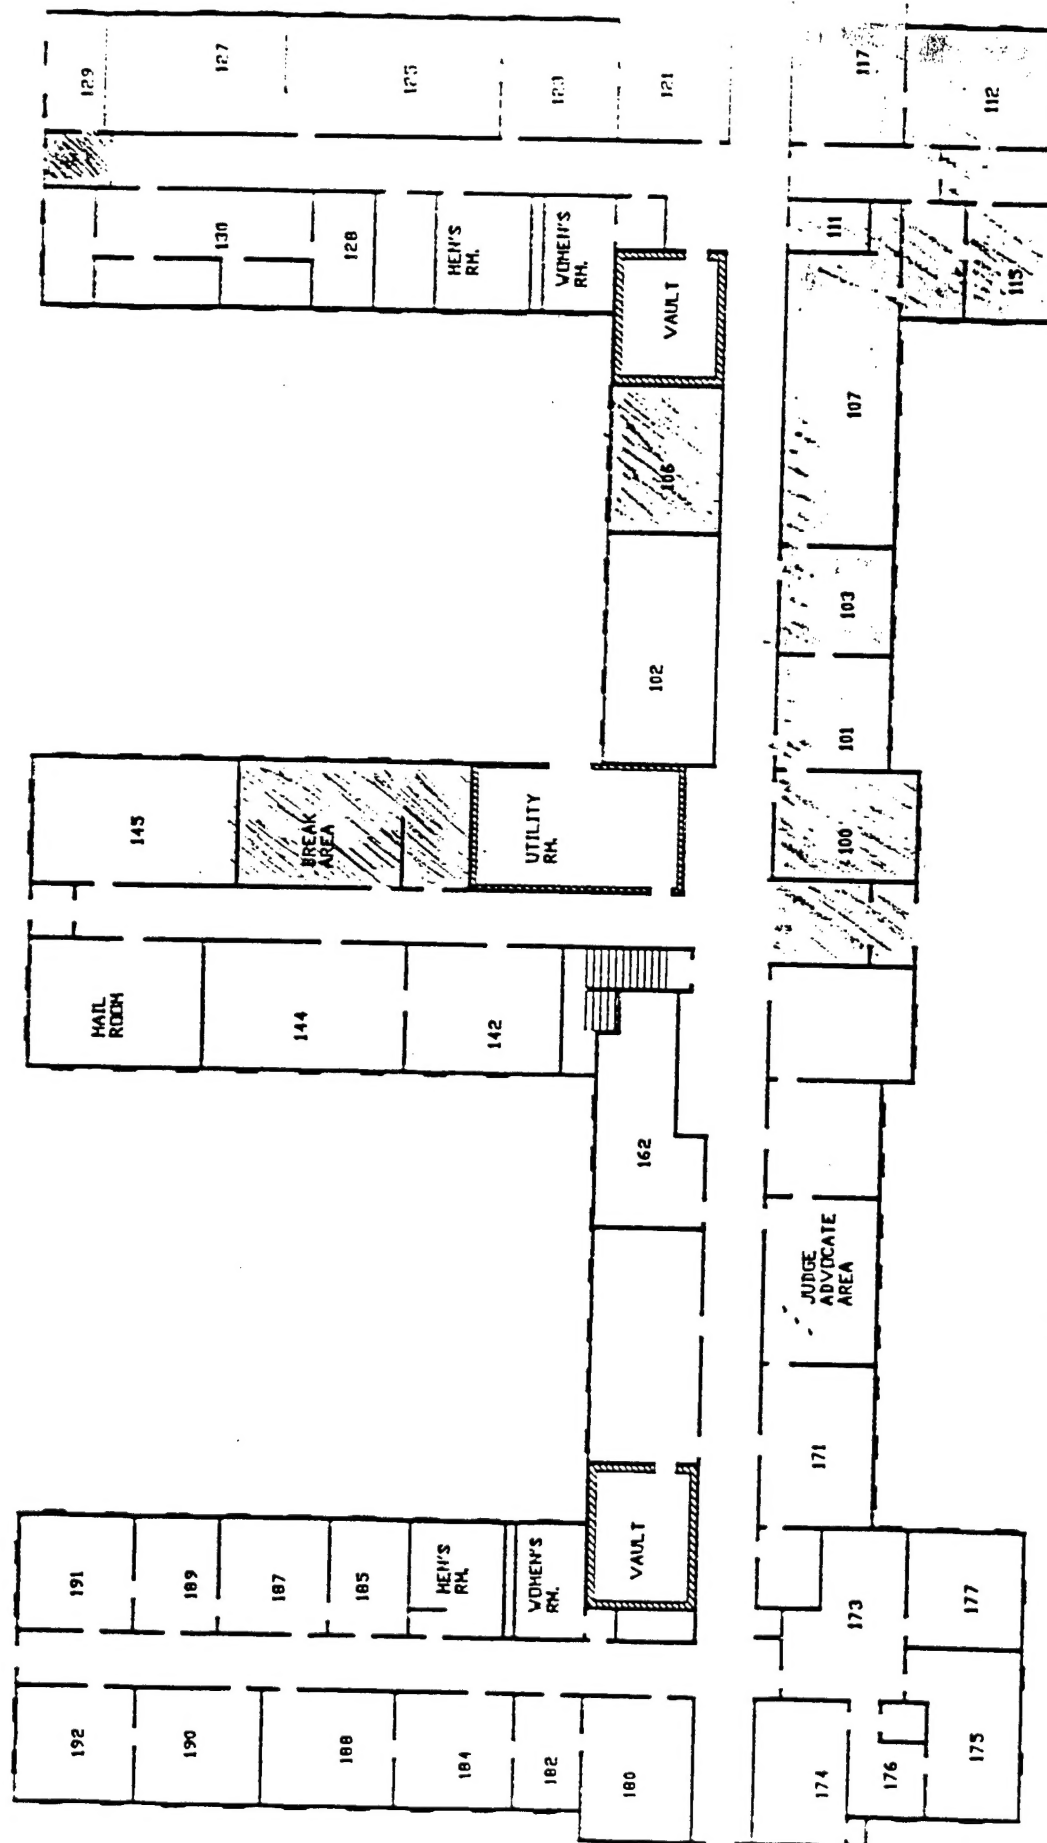 129
127
125
123
121
117
112
130
128
MEN'S
RM.
WOMEN'S
RM.
VAULT
111
115
106
107
102
103
101
145
BREAK
AREA
UTILITY
RM.
100
MAIL
ROOM
144
142
162
JUDGE
ADVOCATE
AREA
171
191
189
187
185
MEN'S
RM.
WOMEN'S
RM.
VAULT
173
177
192
190
188
184
182
180
174
176
175